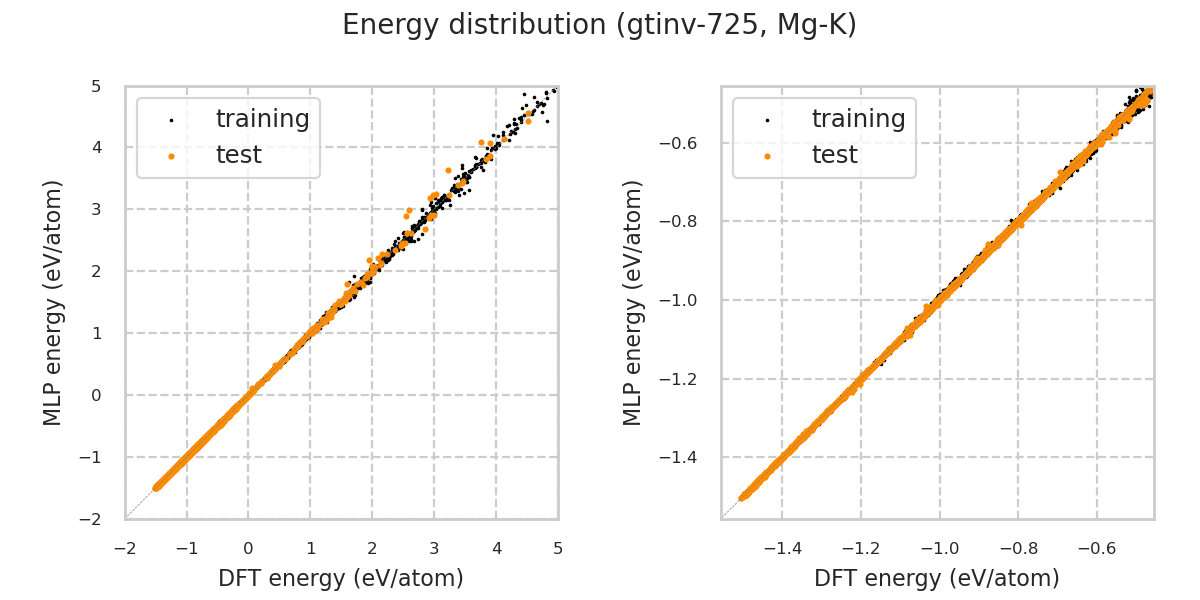 Energy distribution (gtinv-725, Mg-K)
training
test
5
4
3
2
1
0
−1
−2
−2
−1
0
1
2
3
4
5
MLP energy (eV/atom)
DFT energy (eV/atom)
training
test
−0.6
−0.8
−1.0
−1.2
−1.4
−1.4
−1.2
−1.0
−0.8
−0.6
MLP energy (eV/atom)
DFT energy (eV/atom)